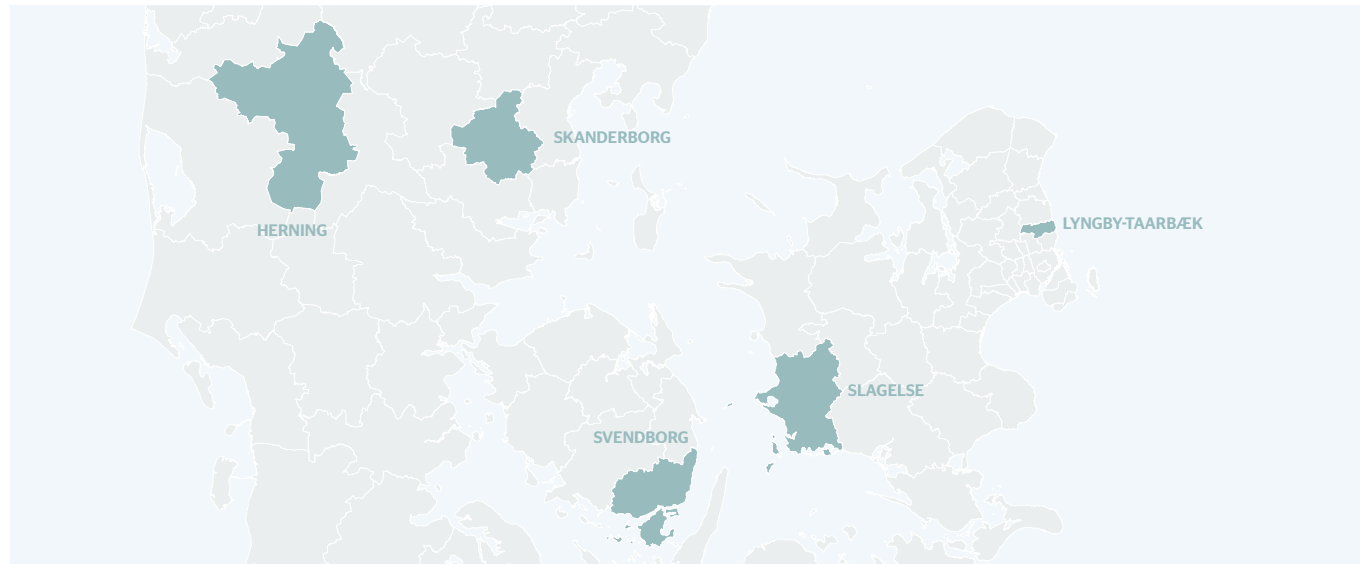 SKANDERBORG
LYNGBY-TAARBÆK
HERNING
SLAGELSE
SVENDBORG